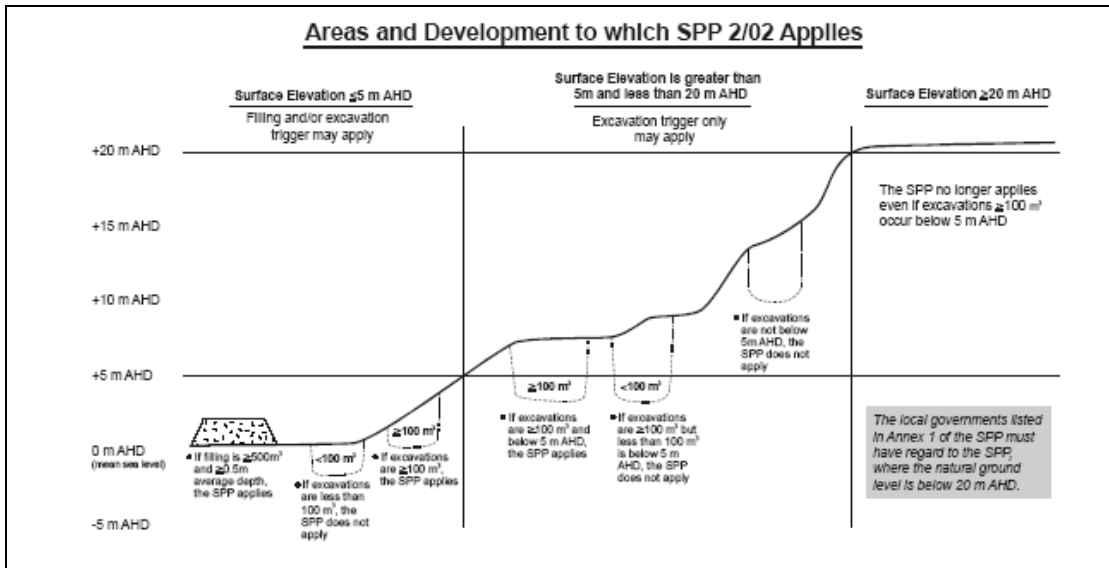 Areas and Development to which SPP 2/02 Applies
Surface Elevation ≤5 m AHD
Filling and/or excavation
trigger may apply
Surface Elevation is greater than
5m and less than 20 m AHD
Excavation trigger only
may apply
Surface Elevation ≥20 m AHD
+20 m AHD
The SPP no longer applies
even if excavations ≥100 m³
occur below 5 m AHD
+15 m AHD
+10 m AHD
If excavations
are not below
5m AHD, the
SPP does not
apply
+5 m AHD
≥100 m³
<100 m³
If excavations
are ≥100 m³ and
below 5 m AHD,
the SPP applies
If excavations
are ≥100 m³ but
less than 100 m³
is below 5 m
AHD, the SPP
does not apply
0 m AHD
(mean sea level)
If filling is ≥500m³
and ≥0.5m
average depth,
the SPP applies
<100 m³
If excavations
are less than
100 m³, the
SPP does not
apply
≥100 m³
If excavations
are ≥100 m³,
the SPP applies
-5 m AHD
The local governments listed
in Annex 1 of the SPP must
have regard to the SPP,
where the natural ground
level is below 20 m AHD.